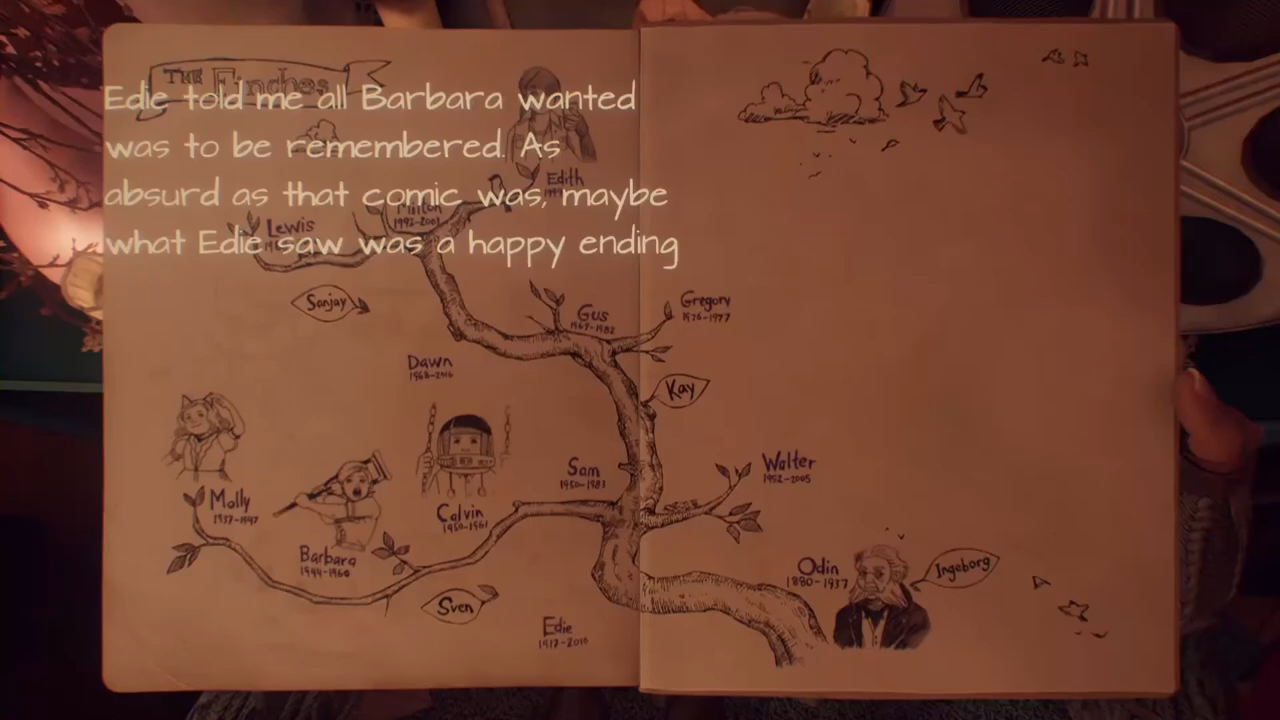 THE Finches
Edie told me all Barbara wanted
was to be remembered. As
absurd as that comic was, maybe
what Edie saw was a happy ending
Edith
Milton
1992-2003
Lewis
Sanjay
Gus
1969-1982
Gregory
1976-1977
Dawn
1968-2016
Kay
Sam
1950-1983
Walter
1952-2005
Molly
1937-1947
Calvin
1950-1961
Barbara
1944-1960
Odin
1880-1937
Ingeborg
Sven
Edie
1917-2010